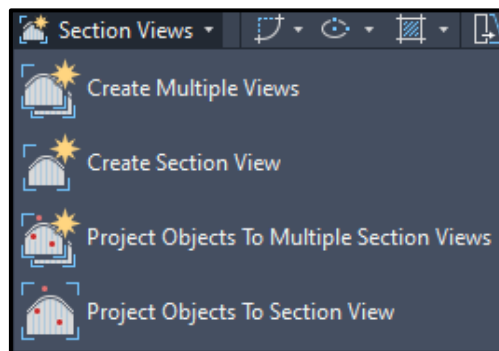 Section Views
Create Multiple Views
Create Section View
Project Objects To Multiple Section Views
Project Objects To Section View